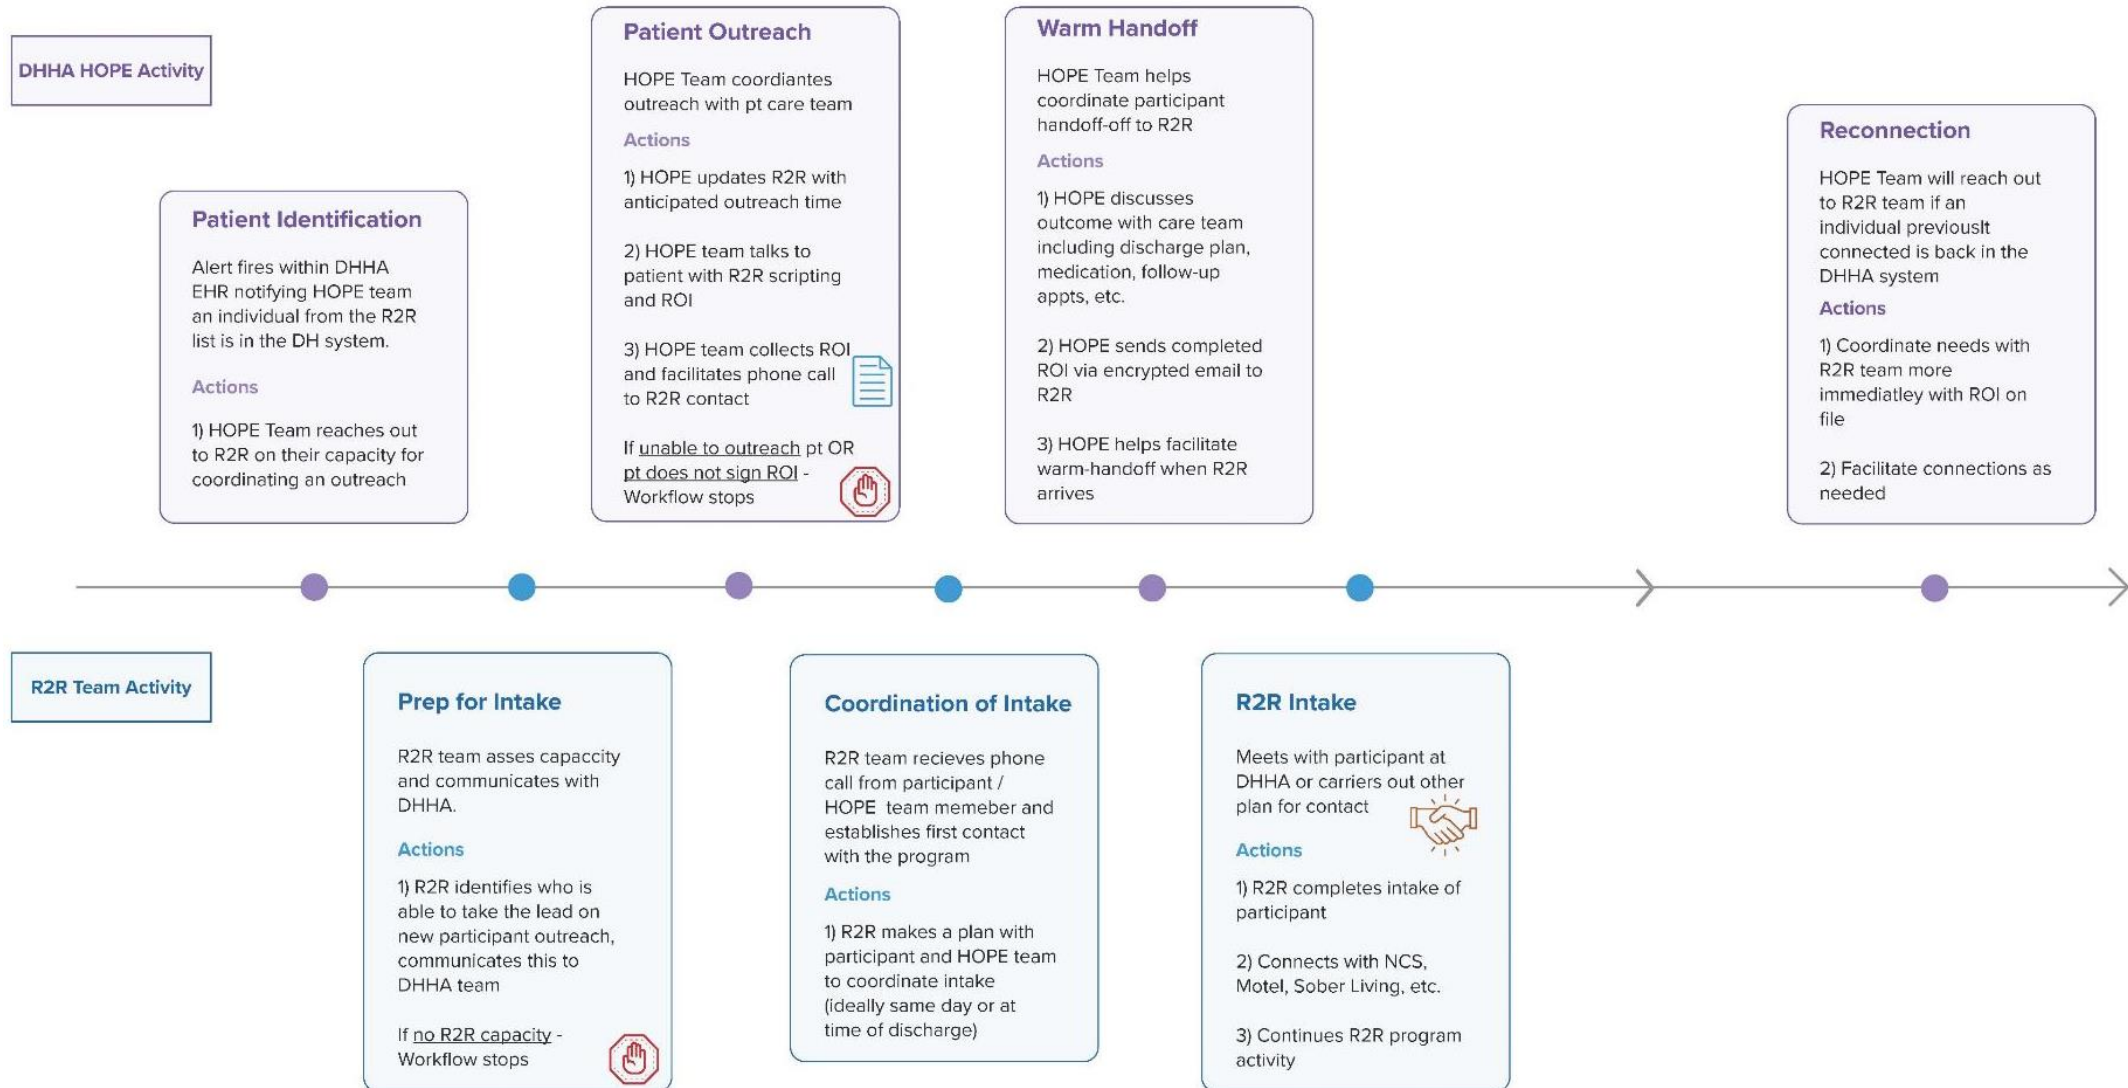 DHHA HOPE Activity
Patient Identification
Alert fires within DHHA
EHR notifying HOPE team
an individual from the R2R
list is in the DH system.
Actions
1) HOPE Team reaches out
to R2R on their capacity for
coordinating an outreach
Patient Outreach
HOPE Team coordiantes
outreach with pt care team
Actions
1) HOPE updates R2R with
anticipated outreach time
2) HOPE team talks to
patient with R2R scripting
and ROI
3) HOPE team collects ROI
and facilitates phone call
to R2R contact
If unable to outreach pt OR
pt does not sign ROI -
Workflow stops
Warm Handoff
HOPE Team helps
coordinate participant
handoff-off to R2R
Actions
1) HOPE discusses
outcome with care team
including discharge plan,
medication, follow-up
appts, etc.
2) HOPE sends completed
ROI via encrypted email to
R2R
3) HOPE helps facilitate
warm-handoff when R2R
arrives
Reconnection
HOPE Team will reach out
to R2R team if an
individual previouslt
connected is back in the
DHHA system
Actions
1) Coordinate needs with
R2R team more
immediatley with ROI on
file
2) Facilitate connections as
needed
R2R Team Activity
Prep for Intake
R2R team asses capaccity
and communicates with
DHHA.
Actions
1) R2R identifies who is
able to take the lead on
new participant outreach,
communicates this to
DHHA team
If no R2R capacity -
Workflow stops
Coordination of Intake
R2R team recieves phone
call from participant /
HOPE  team memeber and
establishes first contact
with the program
Actions
1) R2R makes a plan with
participant and HOPE team
to coordinate intake
(ideally same day or at
time of discharge)
R2R Intake
Meets with participant at
DHHA or carriers out other
plan for contact
Actions
1) R2R completes intake of
participant
2) Connects with NCS,
Motel, Sober Living, etc.
3) Continues R2R program
activity